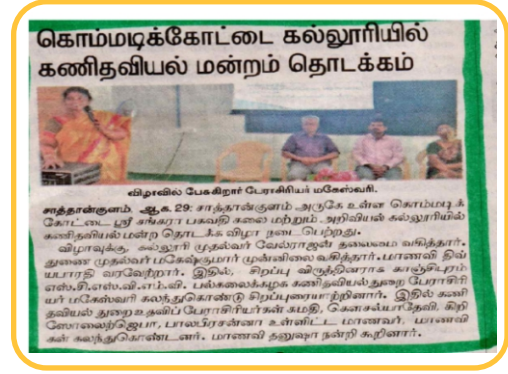 கொம்மடிக்கோட்டை கல்லூரியில்
கணிதவியல் மன்றம் தொடக்கம்
விழாவில் பேசுகிறார் பேராசிரியர் மகேஸ்வரி.
சாத்தான்குளம், ஆக. 29: சாத்தான்குளம் அருகே உள்ள கொம்மடிக்
கோட்டை ஸ்ரீ சங்கரா பகவதி கலை மற்றும் அறிவியல் கல்லூரியில்
கணிதவியல் மன்ற தொடக்க விழா நடைபெற்றது.
விழாவுக்கு, கல்லூரி முதல்வர் வேல்ராஜன் தலைமை வகித்தார்.
துணை முதல்வர் மகேஷ்குமார் முன்னிலை வகித்தார். மாணவி திவ்
யபாரதி வரவேற்றார். இதில், சிறப்பு விருந்தினராக காஞ்சிபுரம்
எஸ்.சி.எஸ்.வி.எம்.வி. பல்கலைக்கழக கணிதவியல் துறை பேராசிரி
யர் மகேஸ்வரி கலந்துகொண்டு சிறப்புரையாற்றினார். இதில் கணி
தவியல் துறை உதவிப் பேராசிரியர்கள் சுமதி, கௌசல்யாதேவி, கிறி
ஸோலைற்ஜெபா, பாலபிரசன்னா உள்ளிட்ட மாணவர், மாணவி
கள் கலந்துகொண்டனர். மாணவி தனுஷா நன்றி கூறினார்.